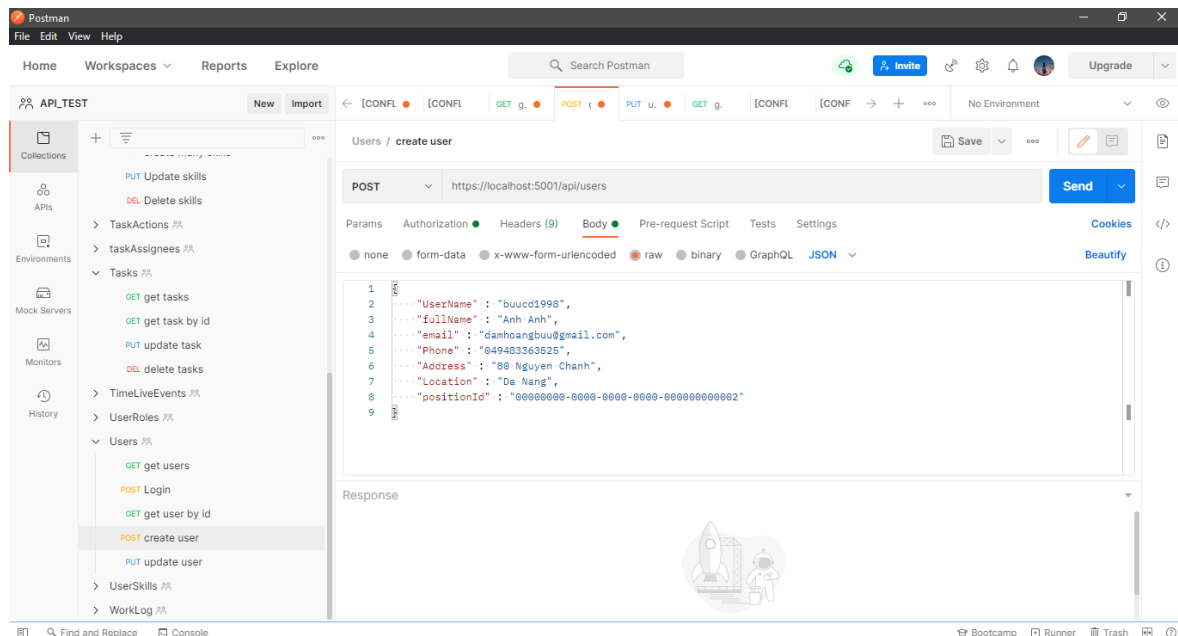 Postman
File Edit View Help
Home Workspaces Reports Explore
Search Postman
Invite
Upgrade
API_TEST
New Import
[CONFL
[CONFL
GET g.
POST c
PUT u.
GET g.
[CONFL
[CONF
No Environment
Collections
APIs
Environments
Mock Servers
Monitors
History
PUT Update skills
DEL Delete skills
TaskActions
taskAssignees
Tasks
GET get tasks
GET get task by id
PUT update task
DEL delete tasks
TimeLiveEvents
UserRoles
Users
GET get users
POST Login
GET get user by id
POST create user
PUT update user
UserSkills
WorkLog
Users / create user
Save
POST https://localhost:5001/api/users
Send
Params Authorization Headers (9) Body Pre-request Script Tests Settings
Cookies
none form-data x-www-form-urlencoded raw binary GraphQL JSON
Beautify
1 {
2 "UserName" : "buucd1998",
3 "fullName" : "Anh Anh",
4 "email" : "damhoangbuu@gmail.com",
5 "Phone" : "049483363525",
6 "Address" : "80 Nguyen Chanh",
7 "Location" : "Da Nang",
8 "positionId" : "00000000-0000-0000-0000-000000000002"
9 }
Response
Find and Replace Console
Bootcamp Runner Trash